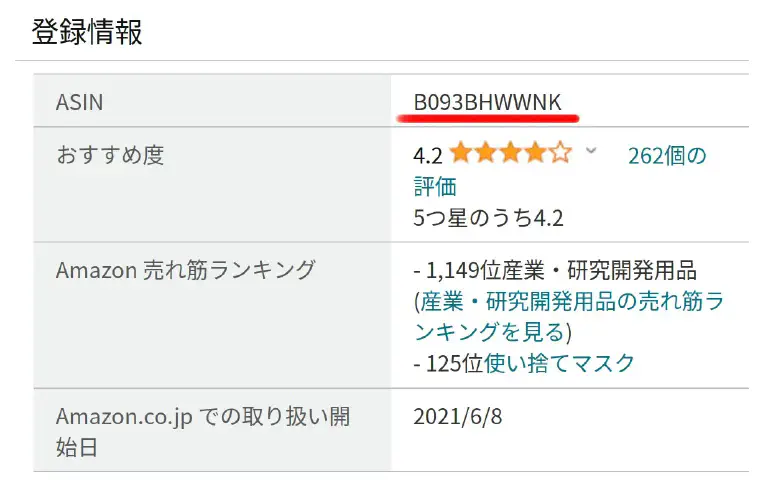 登録情報
ASIN
B093BHWWNK
おすすめ度
4.2
262個の
評価
5つ星のうち4.2
Amazon 売れ筋ランキング
- 1,149位産業・研究開発用品
(産業・研究開発用品の売れ筋ラ
ンキングを見る)
- 125位使い捨てマスク
Amazon.co.jp での取り扱い開
始日
2021/6/8